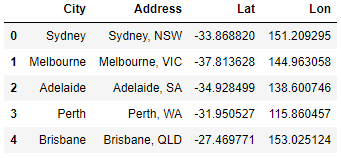 City Address Lat Lon
0 Sydney Sydney, NSW -33.868820 151.209295
1 Melbourne Melbourne, VIC -37.813628 144.963058
2 Adelaide Adelaide, SA -34.928499 138.600746
3 Perth Perth, WA -31.950527 115.860457
4 Brisbane Brisbane, QLD -27.469771 153.025124